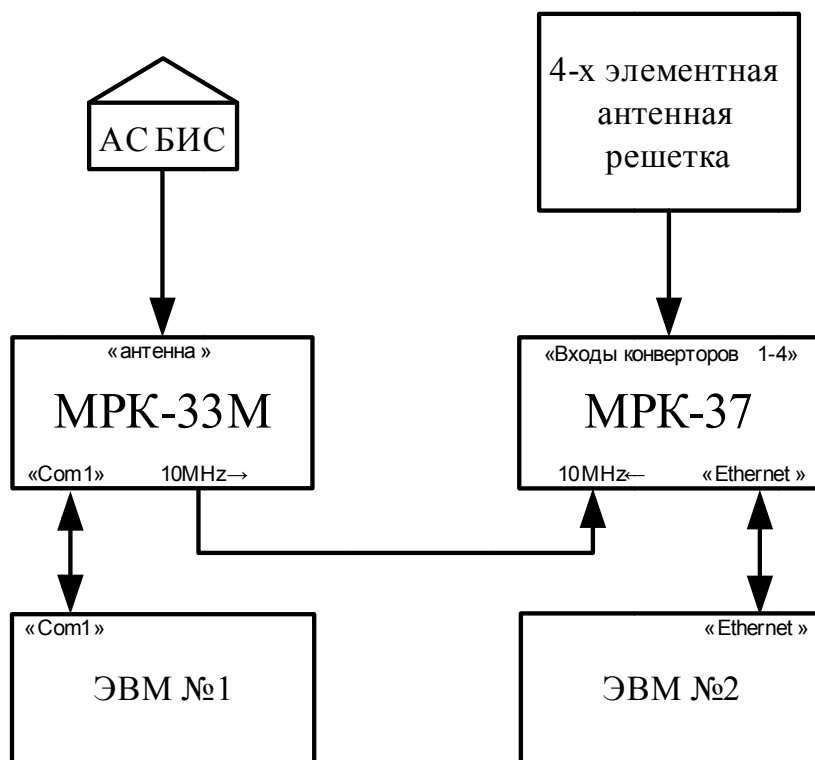 АС БИС
4-х элементная
антенная
решетка
«антенна »
МРК-33М
«Com1» 10MHz→
«Входы конверторов 1-4»
МРК-37
10MHz← «Ethernet »
«Com1»
ЭВМ №1
«Ethernet »
ЭВМ №2